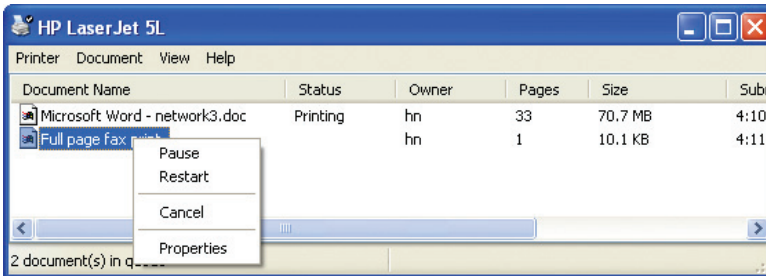 HP LaserJet 5L
Printer Document View Help
Document Name Status Owner Pages Size Sub
Microsoft Word - network3.doc Printing hn 33 70.7 MB 4:10
Full page fax hn 1 10.1 KB 4:11
Pause
Restart
Cancel
Properties
2 document(s) in